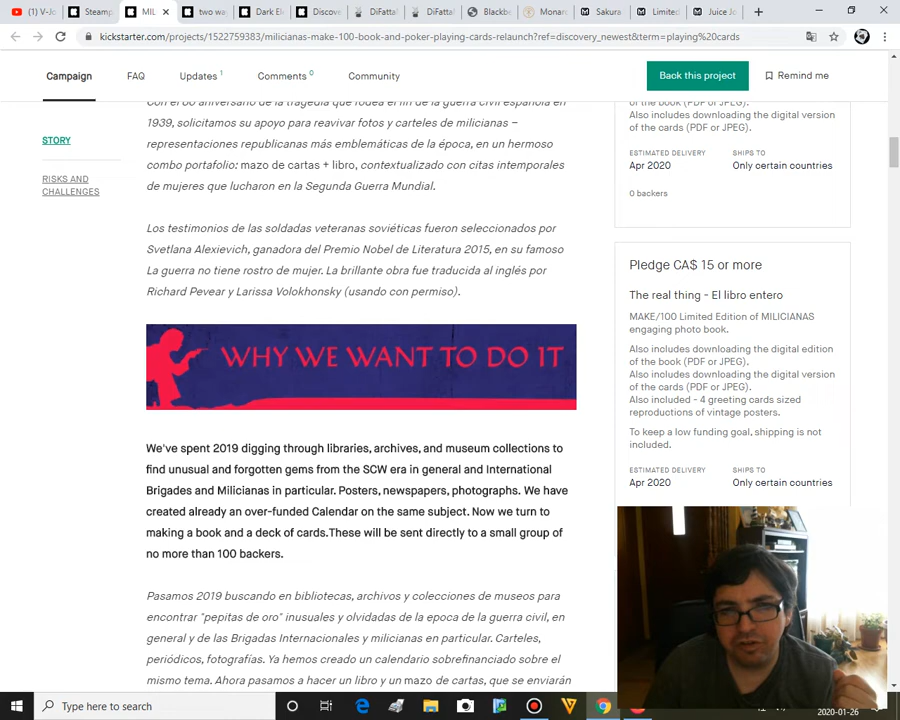 (1) V-Jo
Steamp
MIL
two wa
Dark El
Discove
DiFatta
DiFatta
Blackbe
Monarc
Sakura
Limited
Juice Jo
kickstarter.com/projects/1522759383/milicianas-make-100-book-and-poker-playing-cards-relaunch?ref=discovery_newest&term=playing%20cards
Campaign
FAQ
Updates 1
Comments 0
Community
Back this project
Remind me
STORY
RISKS AND
CHALLENGES
Con el 80 aniversario de la tragedia que rodea el fin de la guerra civil española en
1939, solicitamos su apoyo para reavivar fotos y carteles de milicianas –
representaciones republicanas más emblemáticas de la época, en un hermoso
combo portafolio: mazo de cartas + libro, contextualizado con citas intemporales
de mujeres que lucharon en la Segunda Guerra Mundial.
Los testimonios de las soldadas veteranas soviéticas fueron seleccionados por
Svetlana Alexievich, ganadora del Premio Nobel de Literatura 2015, en su famoso
La guerra no tiene rostro de mujer. La brillante obra fue traducida al inglés por
Richard Pevear y Larissa Volokhonsky (usando con permiso).
WHY WE WANT TO DO IT
We've spent 2019 digging through libraries, archives, and museum collections to
find unusual and forgotten gems from the SCW era in general and International
Brigades and Milicianas in particular. Posters, newspapers, photographs. We have
created already an over-funded Calendar on the same subject. Now we turn to
making a book and a deck of cards.These will be sent directly to a small group of
no more than 100 backers.
Pasamos 2019 buscando en bibliotecas, archivos y colecciones de museos para
encontrar "pepitas de oro" inusuales y olvidadas de la epoca de la guerra civil, en
general y de las Brigadas Internacionales y milicianas en particular. Carteles,
periódicos, fotografías. Ya hemos creado un calendario sobrefinanciado sobre el
mismo tema. Ahora pasamos a hacer un libro y un mazo de cartas, que se enviarán
of the book (PDF or JPEG).
Also includes downloading the digital version
of the cards (PDF or JPEG).
ESTIMATED DELIVERY
SHIPS TO
Apr 2020
Only certain countries
0 backers
Pledge CA$ 15 or more
The real thing - El libro entero
MAKE/100 Limited Edition of MILICIANAS
engaging photo book.
Also includes downloading the digital edition
of the book (PDF or JPEG).
Also includes downloading the digital version
of the cards (PDF or JPEG).
Also included - 4 greeting cards sized
reproductions of vintage posters.
To keep a low funding goal, shipping is not
included.
ESTIMATED DELIVERY
SHIPS TO
Apr 2020
Only certain countries
Type here to search
2020-01-26